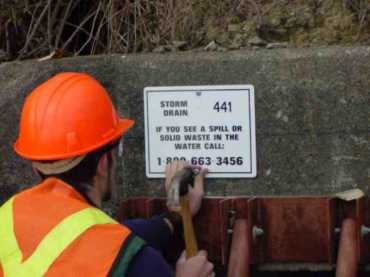 STORM 441
DRAIN
IF YOU SEE A SPILL OR
SOLID WASTE IN THE
WATER CALL:
1-800-663-3456